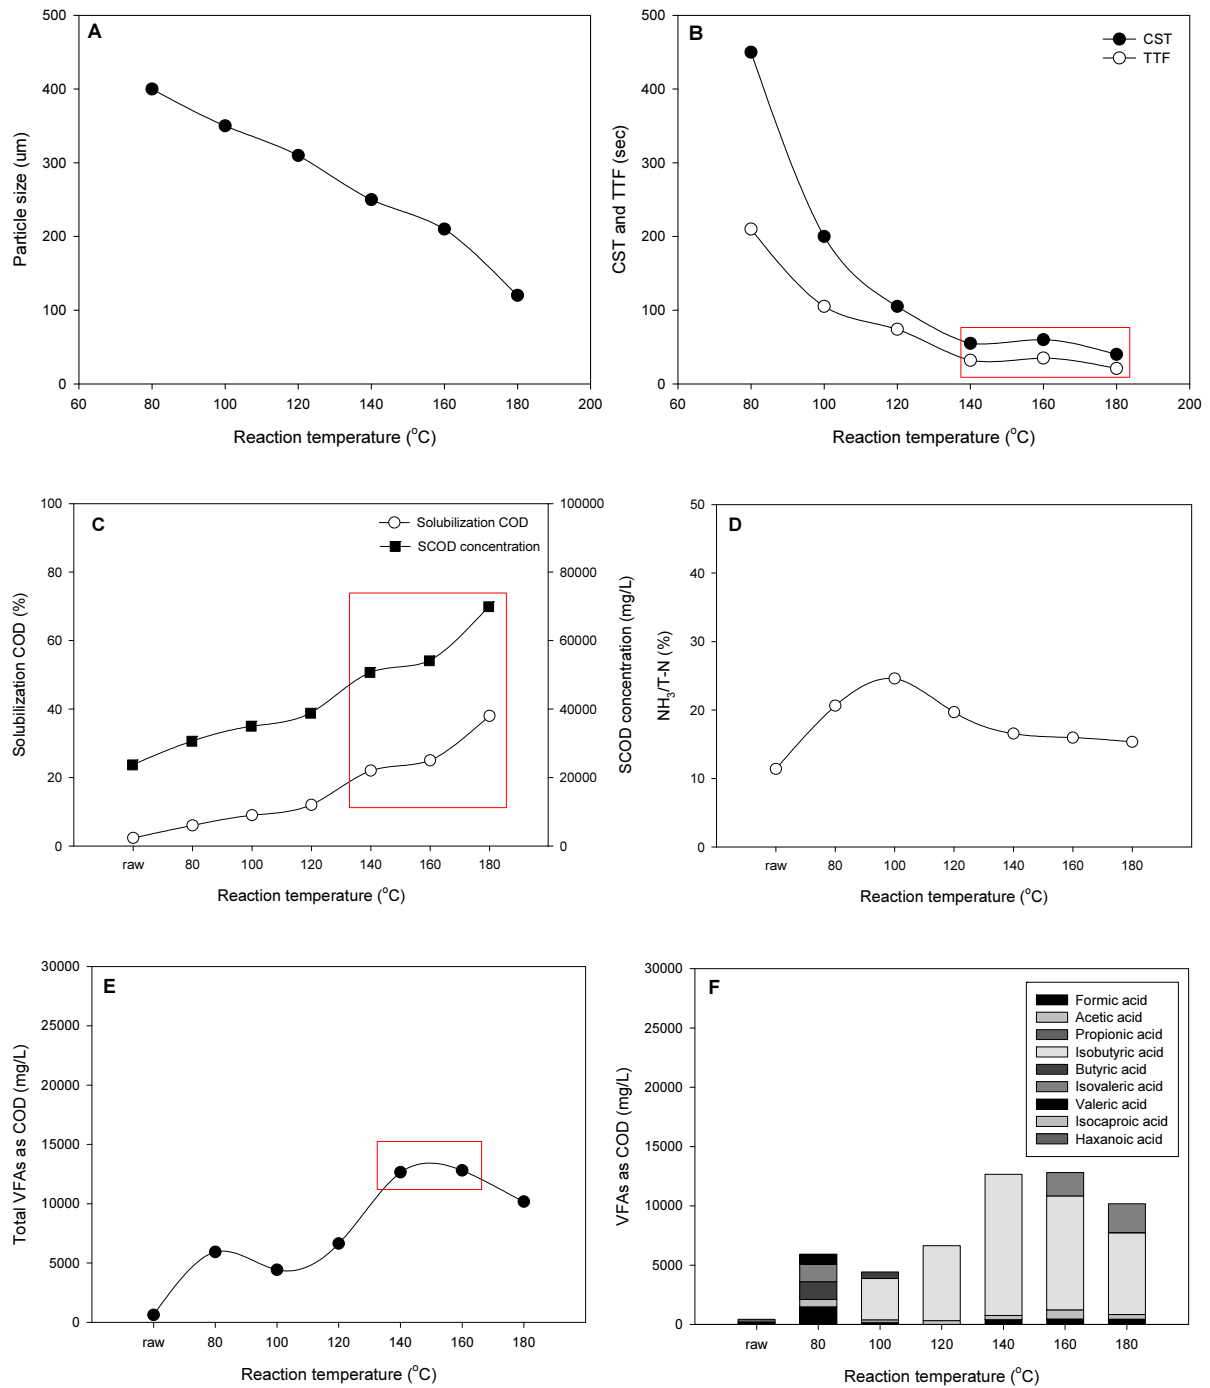 A
500
400
300
200
100
0
60
80
100
120
140
160
180
200
Particle size (um)
Reaction temperature (°C)
B
CST
TTF
500
400
300
200
100
0
60
80
100
120
140
160
180
200
CST and TTF (sec)
Reaction temperature (°C)
C
Solubilization COD
SCOD concentration
100
80
60
40
20
0
100000
80000
60000
40000
20000
0
raw
80
100
120
140
160
180
Solubilization COD (%)
SCOD concentration (mg/L)
Reaction temperature (°C)
D
50
40
30
20
10
0
raw
80
100
120
140
160
180
NH3/T-N (%)
Reaction temperature (°C)
E
30000
25000
20000
15000
10000
5000
0
raw
80
100
120
140
160
180
Total VFAs as COD (mg/L)
Reaction temperature (°C)
F
Formic acid
Acetic acid
Propionic acid
Isobutyric acid
Butyric acid
Isovaleric acid
Valeric acid
Isocaproic acid
Haxanoic acid
30000
25000
20000
15000
10000
5000
0
raw
80
100
120
140
160
180
VFAs as COD (mg/L)
Reaction temperature (°C)